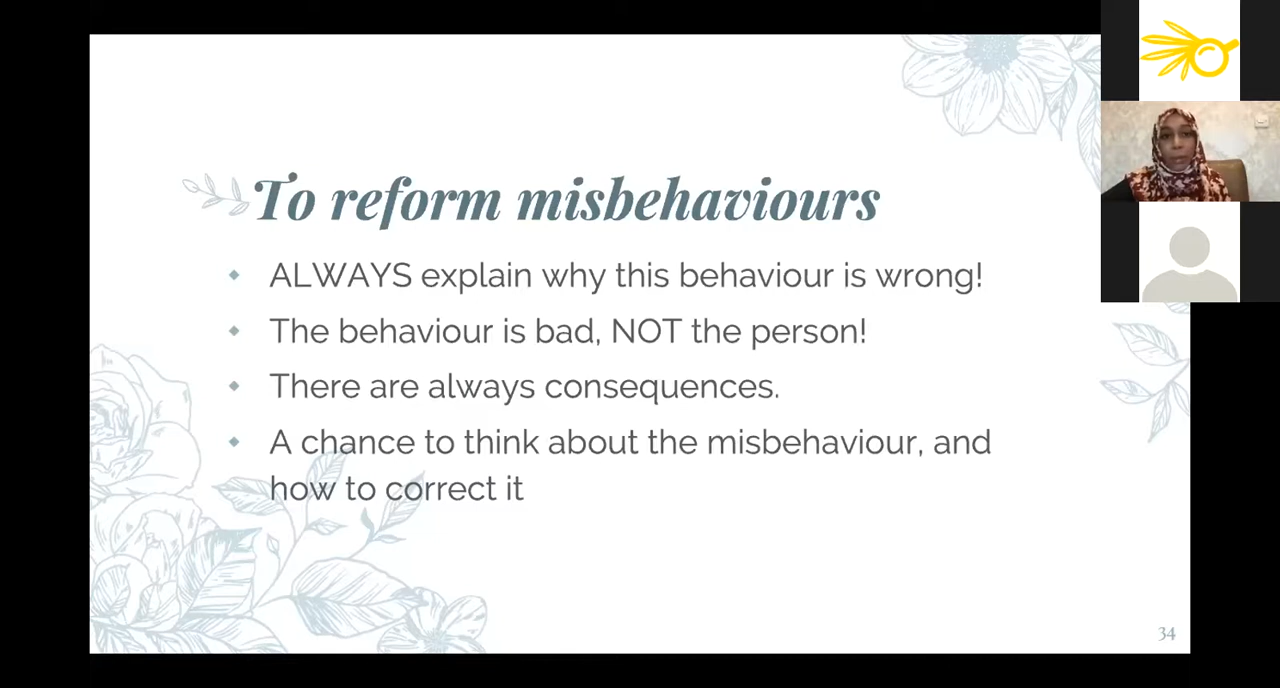 To reform misbehaviours
ALWAYS explain why this behaviour is wrong!
The behaviour is bad, NOT the person!
There are always consequences.
A chance to think about the misbehaviour, and
how to correct it
34